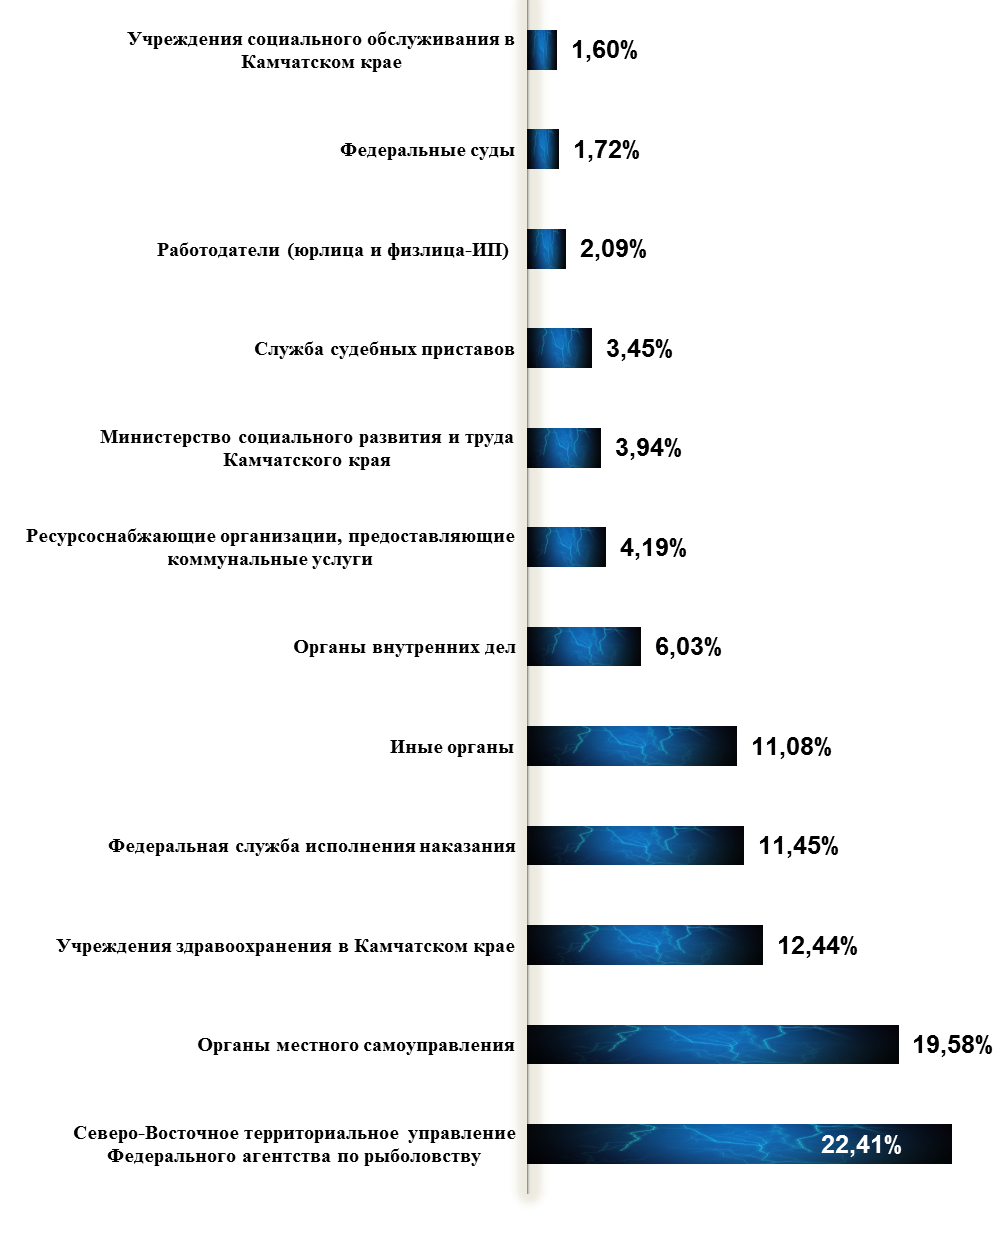 Учреждения социального обслуживания в
Камчатском крае
1,60%
Федеральные суды
1,72%
Работодатели (юрлица и физлица-ИП)
2,09%
Служба судебных приставов
3,45%
Министерство социального развития и труда
Камчатского края
3,94%
Ресурсоснабжающие организации, предоставляющие
коммунальные услуги
4,19%
Органы внутренних дел
6,03%
Иные органы
11,08%
Федеральная служба исполнения наказания
11,45%
Учреждения здравоохранения в Камчатском крае
12,44%
Органы местного самоуправления
19,58%
Северо-Восточное территориальное управление
Федерального агентства по рыболовству
22,41%